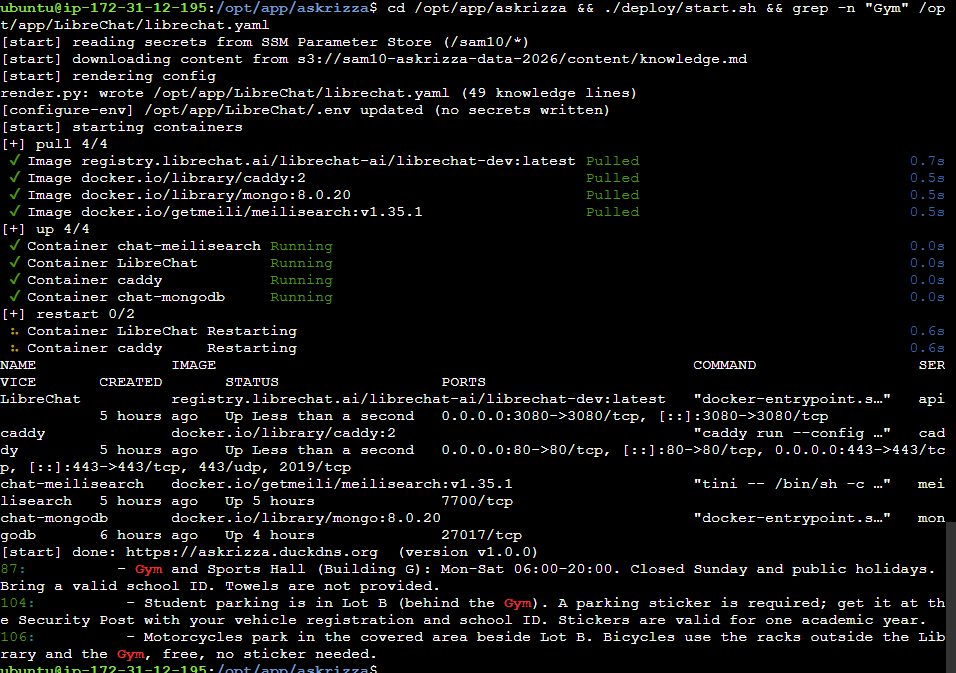 ubuntu@ip-172-31-12-195:/opt/app/askrizza$ cd /opt/app/askrizza && ./deploy/start.sh && grep -n "Gym" /op
t/app/LibreChat/librechat.yaml
[start] reading secrets from SSM Parameter Store (/sam10/*)
[start] downloading content from s3://sam10-askrizza-data-2026/content/knowledge.md
[start] rendering config
render.py: wrote /opt/app/LibreChat/librechat.yaml (49 knowledge lines)
[configure-env] /opt/app/LibreChat/.env updated (no secrets written)
[start] starting containers
[+] pull 4/4
✓ Image registry.librechat.ai/librechat-ai/librechat-dev:latest Pulled 0.7s
✓ Image docker.io/library/caddy:2 Pulled 0.5s
✓ Image docker.io/library/mongo:8.0.20 Pulled 0.5s
✓ Image docker.io/getmeili/meilisearch:v1.35.1 Pulled 0.5s
[+] up 4/4
✓ Container chat-meilisearch Running 0.0s
✓ Container LibreChat Running 0.0s
✓ Container caddy Running 0.0s
✓ Container chat-mongodb Running 0.0s
[+] restart 0/2
⠦ Container LibreChat Restarting 0.6s
⠦ Container caddy Restarting 0.6s
NAME IMAGE COMMAND SER
VICE CREATED STATUS PORTS
LibreChat registry.librechat.ai/librechat-ai/librechat-dev:latest "docker-entrypoint.s…" api
5 hours ago Up Less than a second 0.0.0.0:3080->3080/tcp, [::]:3080->3080/tcp
caddy docker.io/library/caddy:2 "caddy run --config …" cad
dy 5 hours ago Up Less than a second 0.0.0.0:80->80/tcp, [::]:80->80/tcp, 0.0.0.0:443->443/tc
p, [::]:443->443/tcp, 443/udp, 2019/tcp
chat-meilisearch docker.io/getmeili/meilisearch:v1.35.1 "tini -- /bin/sh -c …" mei
lisearch 5 hours ago Up 5 hours 7700/tcp
chat-mongodb docker.io/library/mongo:8.0.20 "docker-entrypoint.s…" mon
godb 6 hours ago Up 4 hours 27017/tcp
[start] done: https://askrizza.duckdns.org (version v1.0.0)
87: - Gym and Sports Hall (Building G): Mon-Sat 06:00-20:00. Closed Sunday and public holidays.
Bring a valid school ID. Towels are not provided.
104: - Student parking is in Lot B (behind the Gym). A parking sticker is required; get it at th
e Security Post with your vehicle registration and school ID. Stickers are valid for one academic year.
106: - Motorcycles park in the covered area beside Lot B. Bicycles use the racks outside the Lib
rary and the Gym, free, no sticker needed.
ubuntu@ip-172-31-12-195:/opt/app/askrizza$